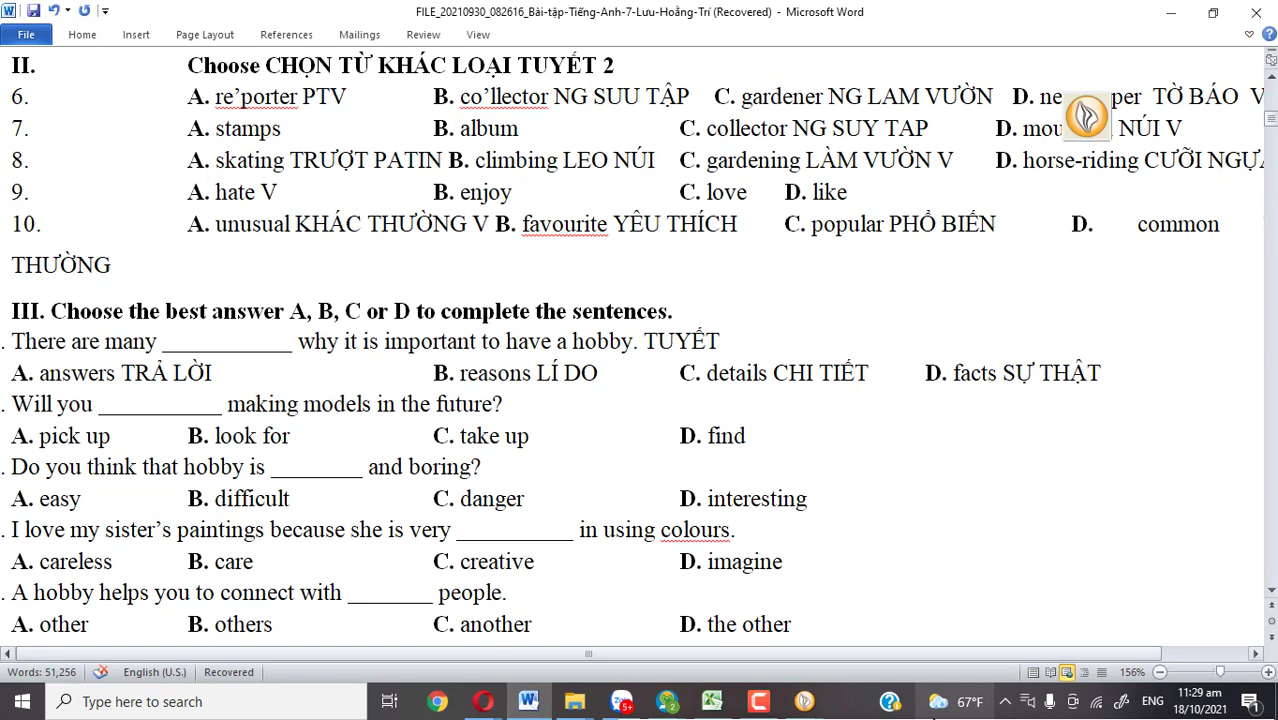 FILE_20210930_082616_Bài-tập-Tiếng-Anh-7-Lưu-Hoằng-Trí (Recovered) - Microsoft Word
File Home Insert Page Layout References Mailings Review View
II. Choose CHỌN TỪ KHÁC LOẠI TUYẾT 2
6. A. re’porter PTV B. co’llector NG SUU TẬP C. gardener NG LAM VƯỜN D. ne per TỜ BÁO V
7. A. stamps B. album C. collector NG SUY TAP D. mou NÚI V
8. A. skating TRƯỢT PATIN B. climbing LEO NÚI C. gardening LÀM VƯỜN V D. horse-riding CƯỠI NGỰA
9. A. hate V B. enjoy C. love D. like
10. A. unusual KHÁC THƯỜNG V B. favourite YÊU THÍCH C. popular PHỔ BIẾN D. common
THƯỜNG
III. Choose the best answer A, B, C or D to complete the sentences.
. There are many ____________ why it is important to have a hobby. TUYẾT
A. answers TRẢ LỜI B. reasons LÍ DO C. details CHI TIẾT D. facts SỰ THẬT
. Will you ___________ making models in the future?
A. pick up B. look for C. take up D. find
. Do you think that hobby is ________ and boring?
A. easy B. difficult C. danger D. interesting
. I love my sister’s paintings because she is very __________ in using colours.
A. careless B. care C. creative D. imagine
. A hobby helps you to connect with ________ people.
A. other B. others C. another D. the other
Words: 51,256 English (U.S.) Recovered 156%
Type here to search 5+ 2 67°F ENG 11:29 am
18/10/2021 1